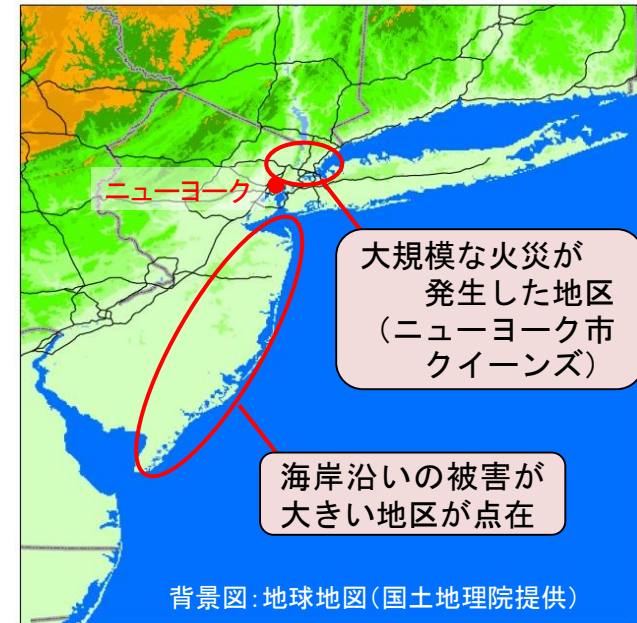 ニューヨーク
大規模な火災が
発生した地区
（ニューヨーク市
クイーンズ）
海岸沿いの被害が
大きい地区が点在
背景図：地球地図（国土地理院提供）